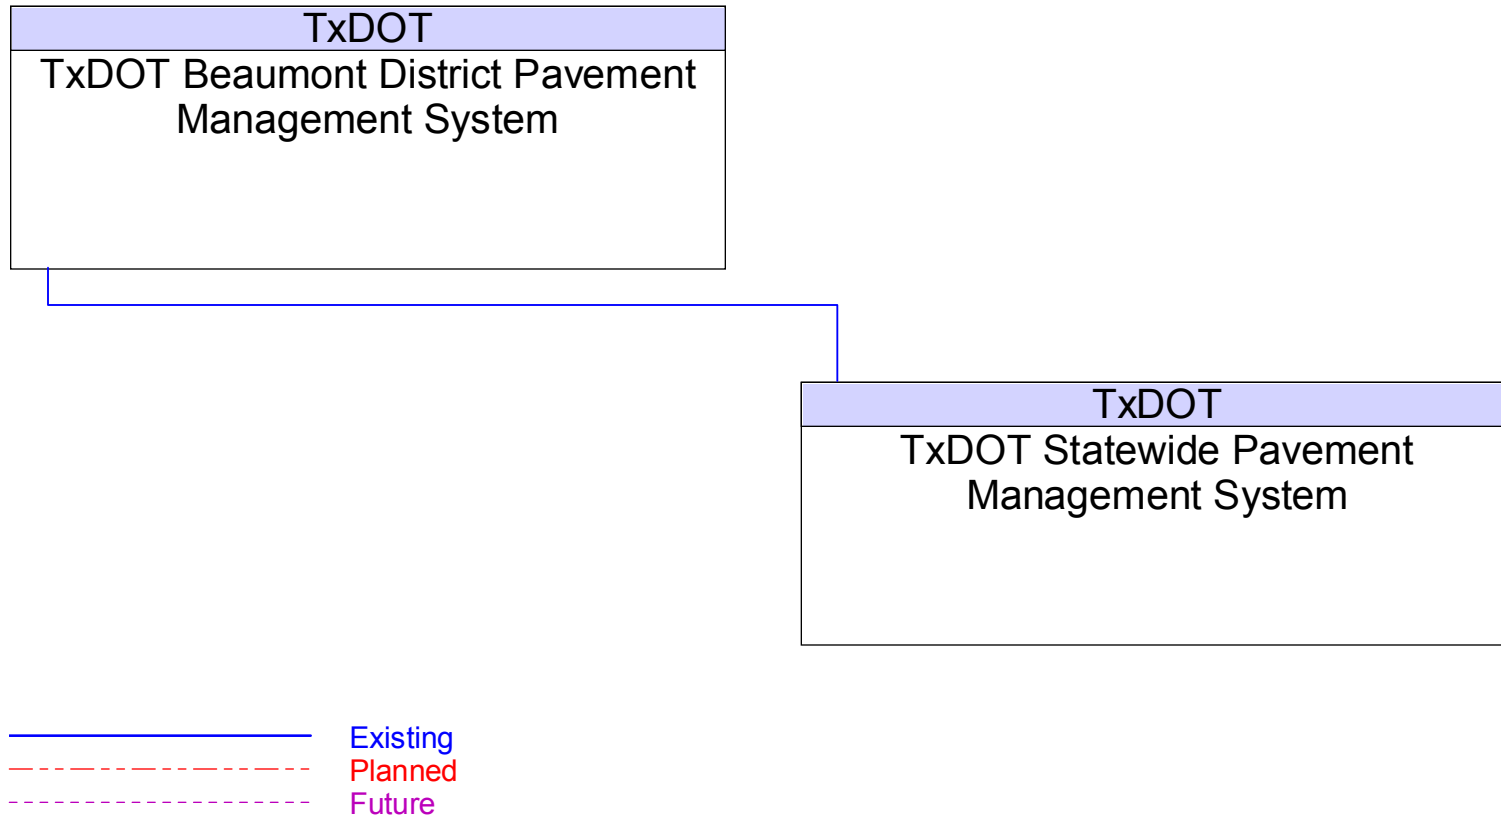 TxDOT
TxDOT Beaumont District Pavement
Management System
TxDOT
TxDOT Statewide Pavement
Management System
Existing
Planned
Future